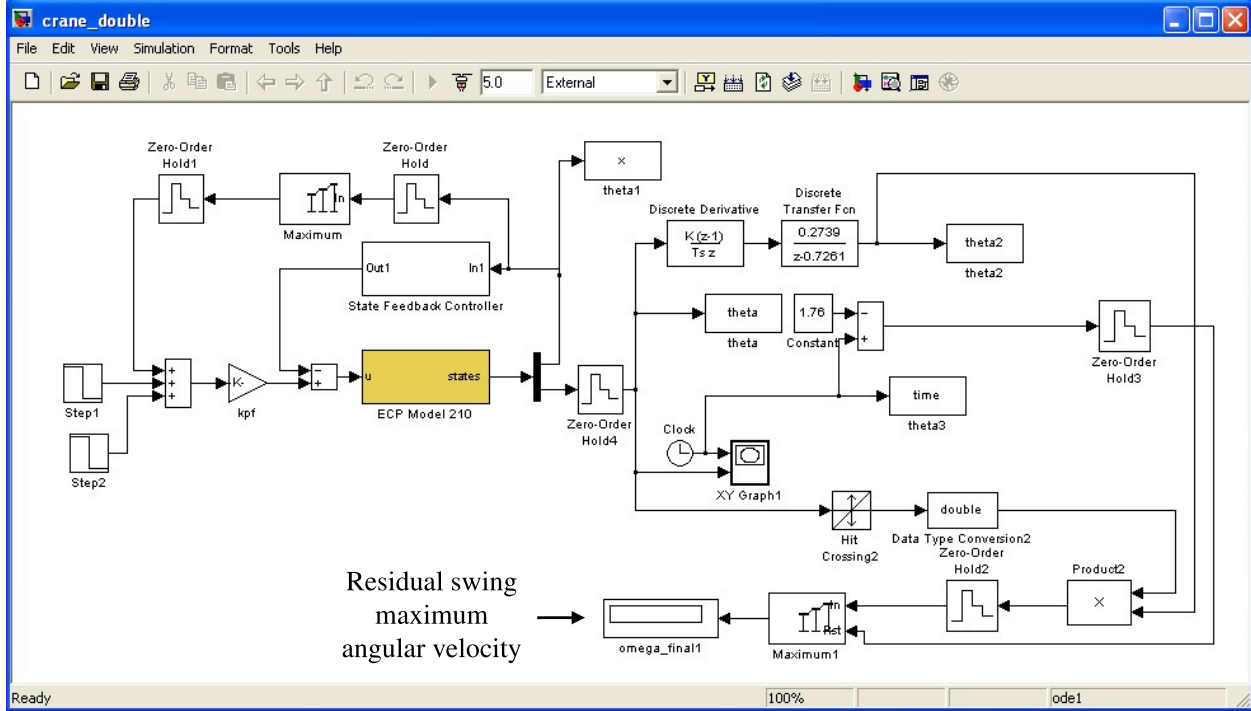 crane_double
File Edit View Simulation Format Tools Help
5.0 External
Zero-Order
Hold1
Zero-Order
Hold
In
Maximum
x
theta1
Discrete Derivative
K (z-1)
Ts z
Discrete
Transfer Fcn
0.2739
z-0.7261
theta2
theta2
Out1 In1
State Feedback Controller
theta
theta
1.76
Constant
−
+
Zero-Order
Hold3
Step1
+
+
+
K-
kpf
−
+
u states
ECP Model 210
Zero-Order
Hold4
time
theta3
Step2
Clock
XY Graph1
Hit
Crossing2
double
Data Type Conversion2
Zero-Order
Hold2
Product2
×
Residual swing
maximum
angular velocity
omega_final1
In
Rst
Maximum1
Ready 100% ode1